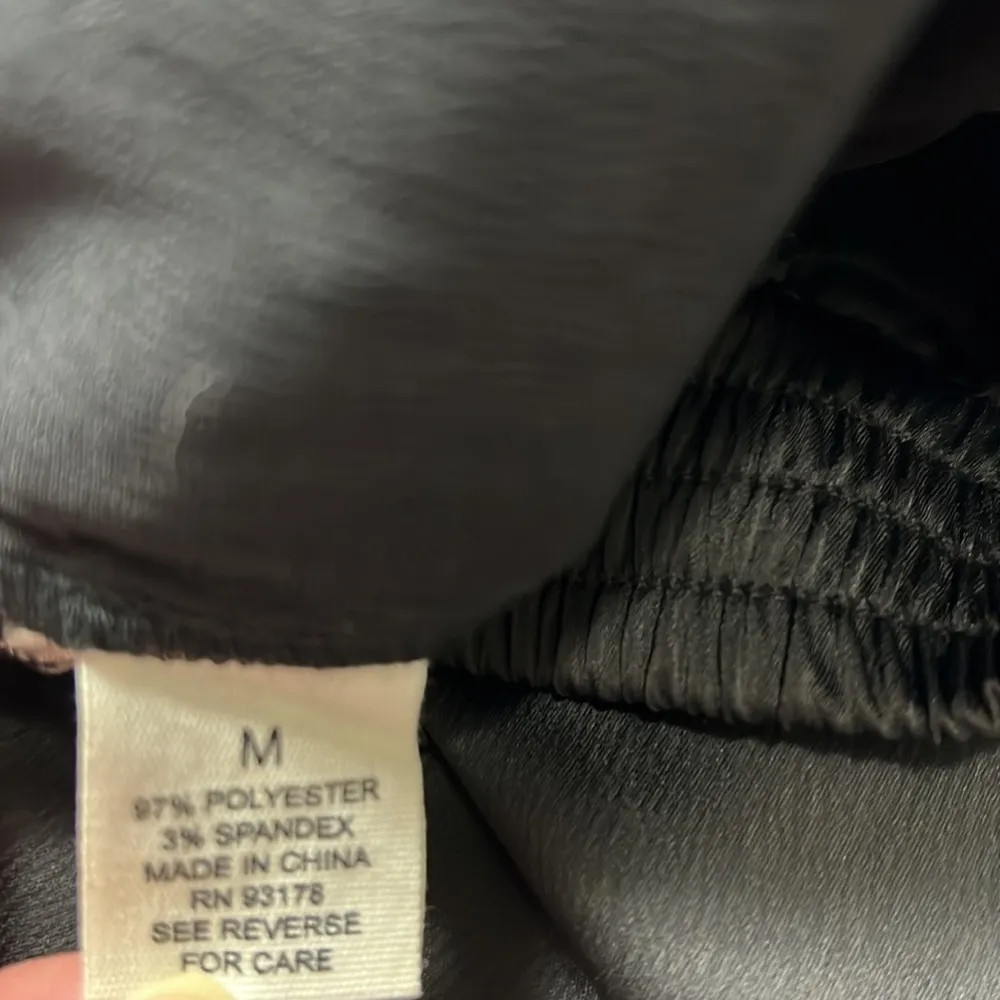 M
97% POLYESTER
3% SPANDEX
MADE IN CHINA
RN 93178
SEE REVERSE
FOR CARE